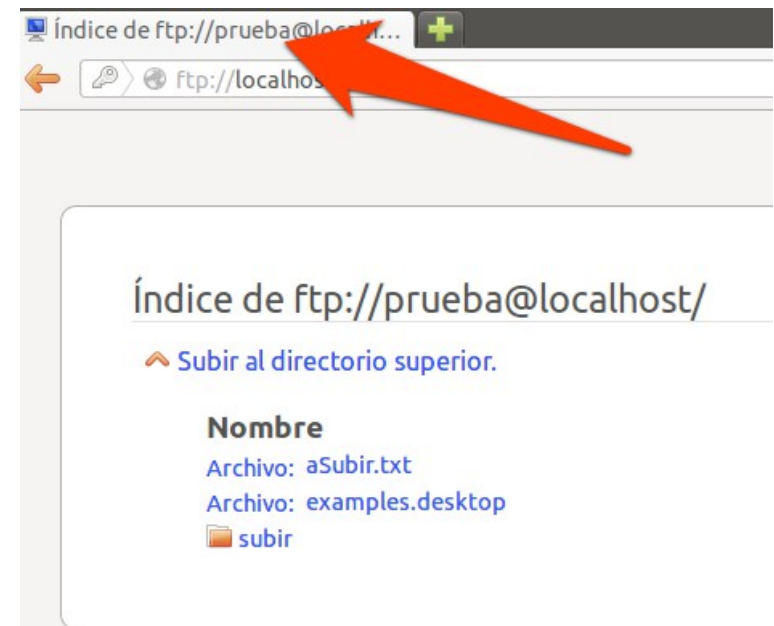 Índice de ftp://prueba@localh...
ftp://localhos
Índice de ftp://prueba@localhost/
Subir al directorio superior.
Nombre
Archivo: aSubir.txt
Archivo: examples.desktop
subir